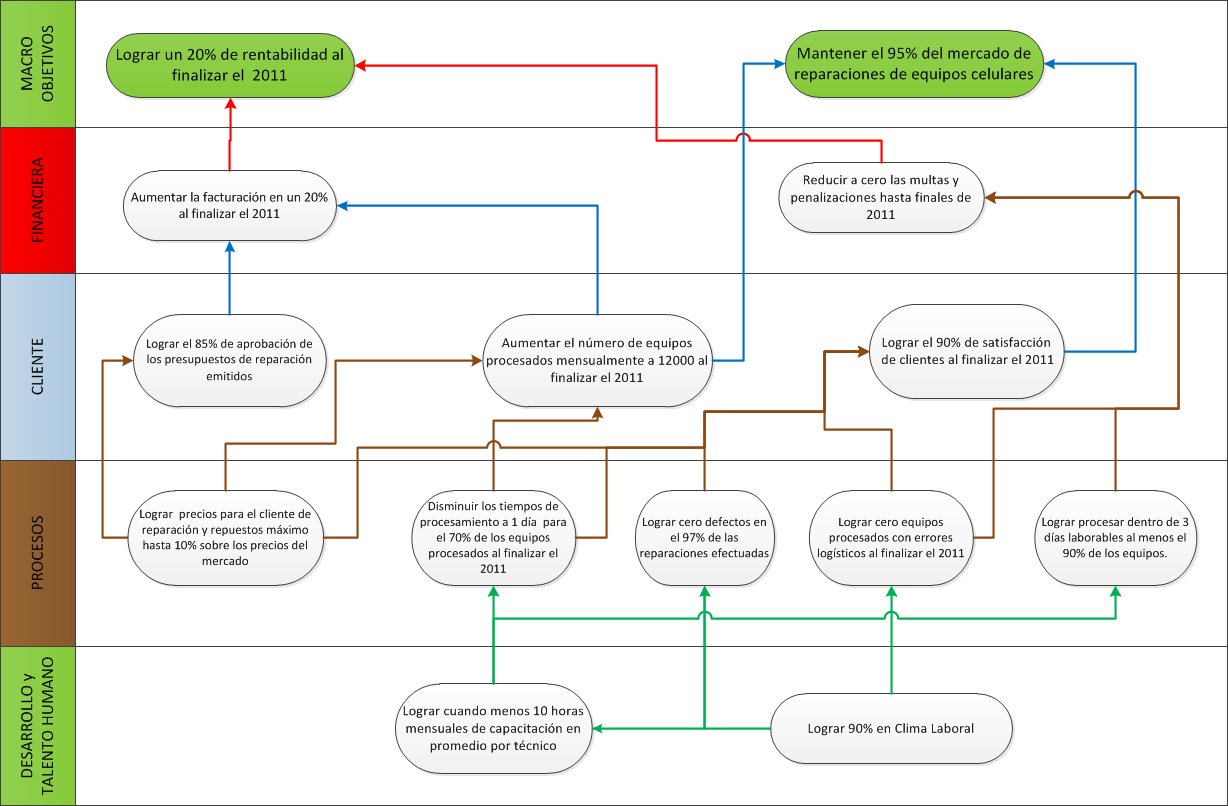 MACRO
OBJETIVOS
Lograr un 20% de rentabilidad al
finalizar el  2011
Mantener el 95% del mercado de
reparaciones de equipos celulares
FINANCIERA
Aumentar la facturación en un 20%
al finalizar el 2011
Reducir a cero las multas y
penalizaciones hasta finales de
2011
CLIENTE
Lograr el 85% de aprobación de
los presupuestos de reparación
emitidos
Aumentar el número de equipos
procesados mensualmente a 12000 al
finalizar el 2011
Lograr el 90% de satisfacción
de clientes al finalizar el 2011
PROCESOS
Lograr  precios para el cliente de
reparación y repuestos máximo
hasta 10% sobre los precios del
mercado
Disminuir los tiempos de
procesamiento a 1 día  para
el 70% de los equipos
procesados al finalizar el
2011
Lograr cero defectos en
el 97% de las
reparaciones efectuadas
Lograr cero equipos
procesados con errores
logísticos al finalizar el 2011
Lograr procesar dentro de 3
días laborables al menos el
90% de los equipos.
DESARROLLO y
TALENTO HUMANO
Lograr cuando menos 10 horas
mensuales de capacitación en
promedio por técnico
Lograr 90% en Clima Laboral